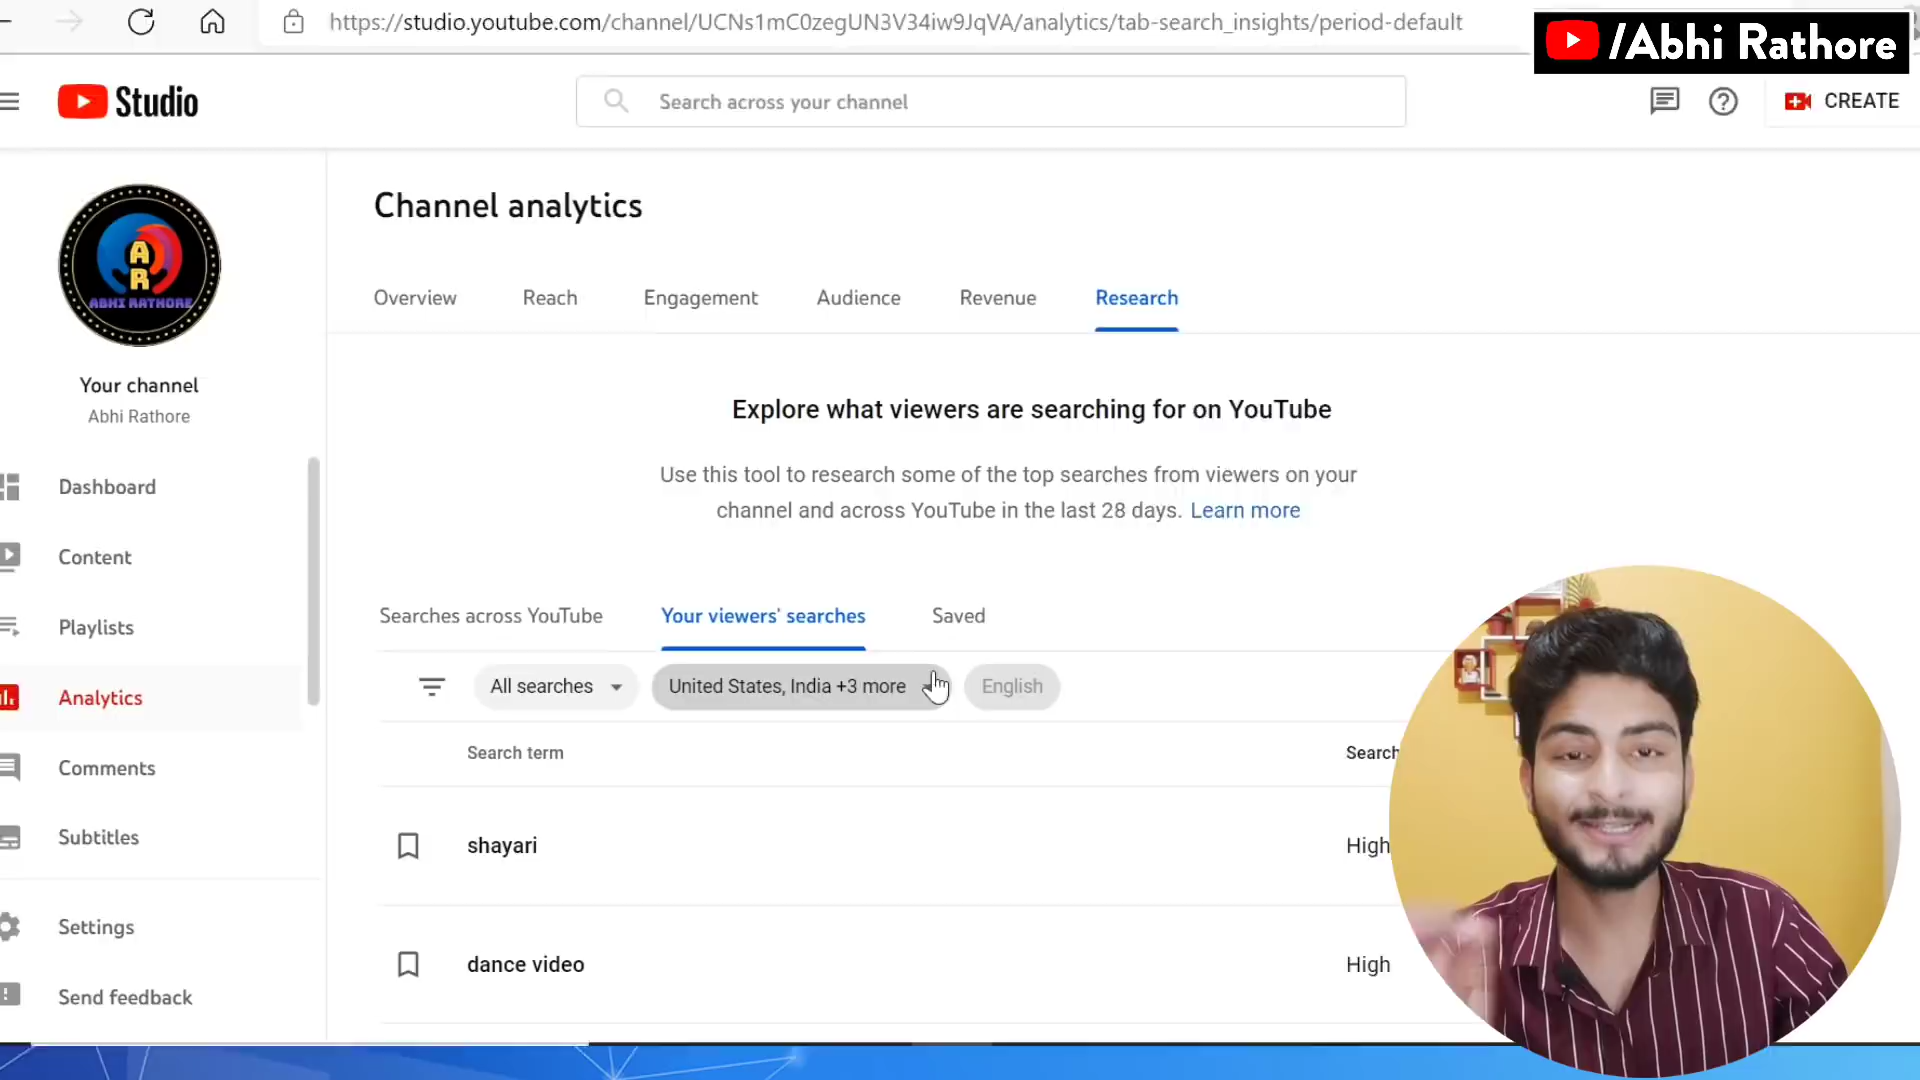 https://studio.youtube.com/channel/UCNs1mC0zegUN3V34iw9JqVA/analytics/tab-search_insights/period-default
/Abhi Rathore
Studio
Search across your channel
CREATE
A
R
ABHI RATHORE
Your channel
Abhi Rathore
Dashboard
Content
Playlists
Analytics
Comments
Subtitles
Settings
Send feedback
Channel analytics
Overview
Reach
Engagement
Audience
Revenue
Research
Explore what viewers are searching for on YouTube
Use this tool to research some of the top searches from viewers on your
channel and across YouTube in the last 28 days. Learn more
Searches across YouTube
Your viewers' searches
Saved
All searches
United States, India +3 more
English
Search term
Search
shayari
High
dance video
High